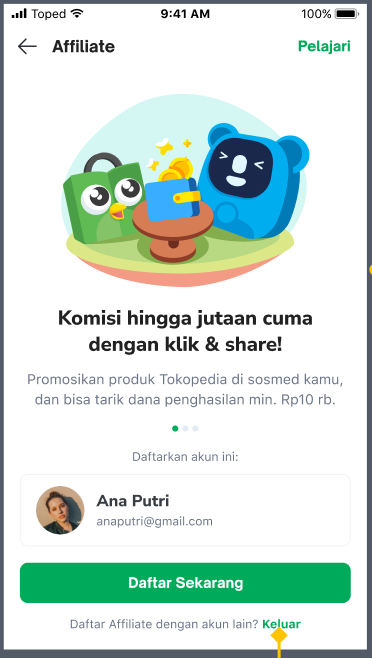 Toped 9:41 AM 100%
Affiliate Pelajari
Komisi hingga jutaan cuma
dengan klik & share!
Promosikan produk Tokopedia di sosmed kamu,
dan bisa tarik dana penghasilan min. Rp10 rb.
Daftarkan akun ini:
Ana Putri
anaputri@gmail.com
Daftar Sekarang
Daftar Affiliate dengan akun lain? Keluar